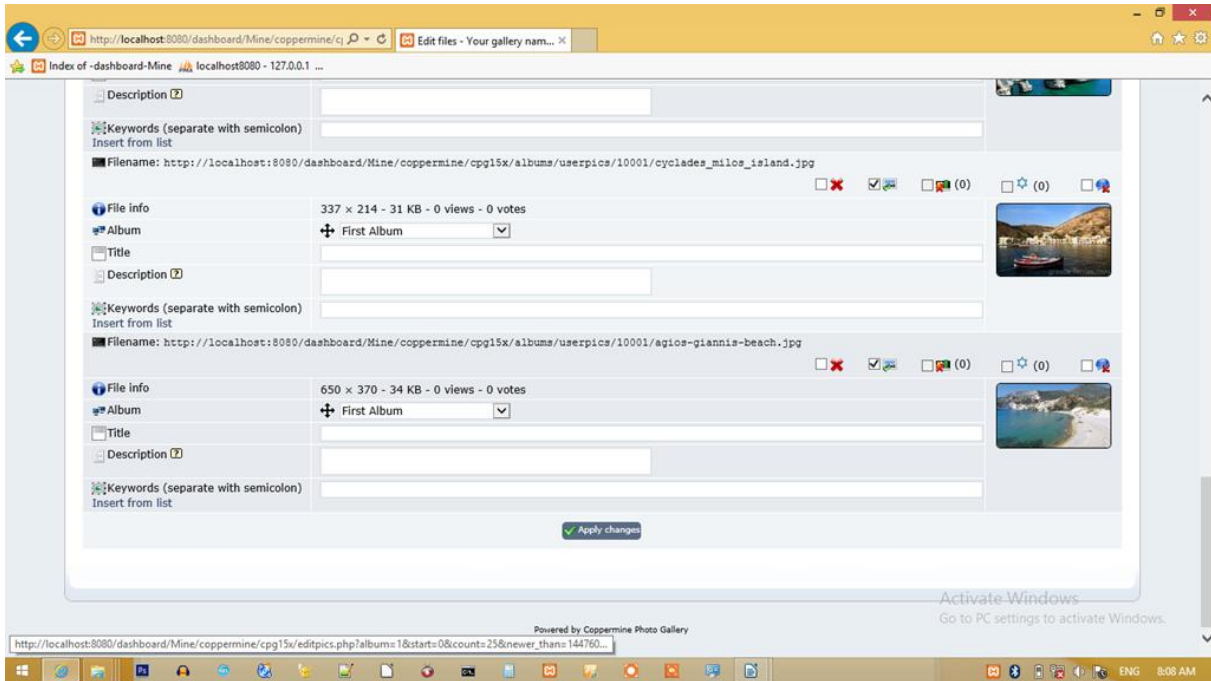 http://localhost:8080/dashboard/Mine/coppermine/c
Edit files - Your gallery nam...
Index of -dashboard-Mine
localhost8080 - 127.0.0.1 ...
Description
Keywords (separate with semicolon)
Insert from list
Filename: http://localhost:8080/dashboard/Mine/coppermine/cpg15x/albums/userpics/10001/cyclades_milos_island.jpg
(0) (0)
File info 337 × 214 - 31 KB - 0 views - 0 votes
Album First Album
Title
Description
Keywords (separate with semicolon)
Insert from list
Filename: http://localhost:8080/dashboard/Mine/coppermine/cpg15x/albums/userpics/10001/agios-giannis-beach.jpg
(0) (0)
File info 650 × 370 - 34 KB - 0 views - 0 votes
Album First Album
Title
Description
Keywords (separate with semicolon)
Insert from list
Apply changes
Activate Windows
Go to PC settings to activate Windows.
Powered by Coppermine Photo Gallery
http://localhost:8080/dashboard/Mine/coppermine/cpg15x/editpics.php?album=1&start=0&count=25&newer_than=144760...
Ps
ENG 8:08 AM